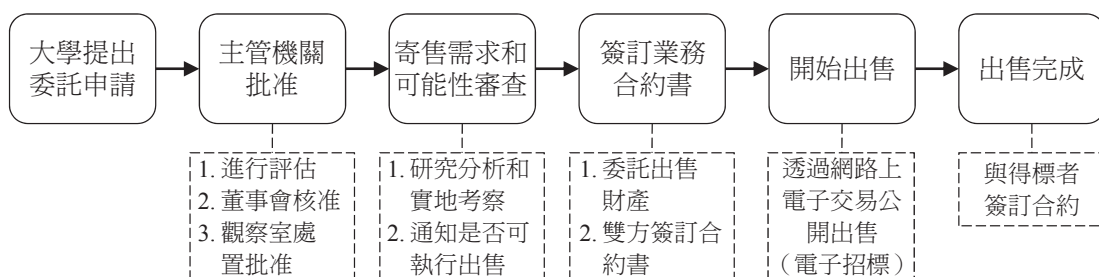 大學提出
委託申請
主管機關
批准
寄售需求和
可能性審查
簽訂業務
合約書
開始出售
出售完成
1. 進行評估
2. 董事會核准
3. 觀察室處
置批准
1. 研究分析和
實地考察
2. 通知是否可
執行出售
1. 委託出售
財產
2. 雙方簽訂合
約書
透過網路上
電子交易公
開出售
（電子招標）
與得標者
簽訂合約